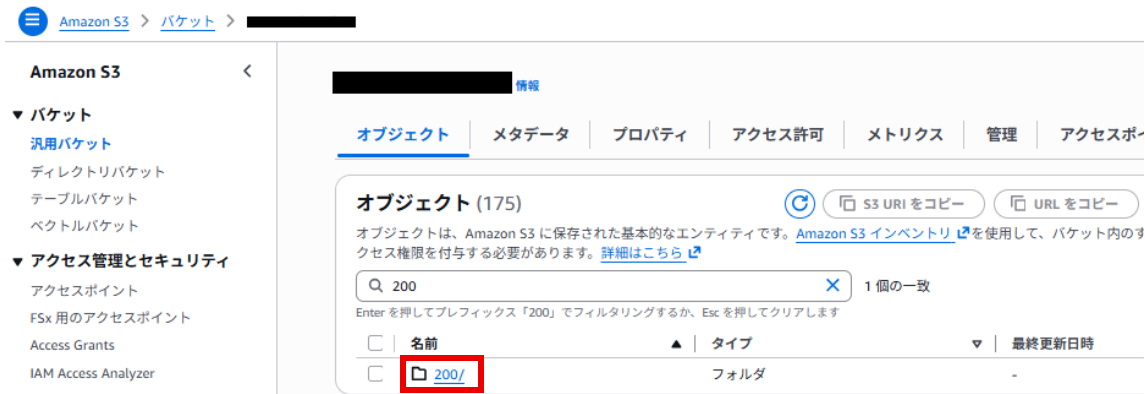 Amazon S3 > バケット >
Amazon S3
▼ バケット
汎用バケット
ディレクトリバケット
テーブルバケット
ベクトルバケット
▼ アクセス管理とセキュリティ
アクセスポイント
FSx 用のアクセスポイント
Access Grants
IAM Access Analyzer
情報
オブジェクト メタデータ プロパティ アクセス許可 メトリクス 管理 アクセスポイ
オブジェクト (175)
S3 URI をコピー URL をコピー
オブジェクトは、Amazon S3 に保存された基本的なエンティティです。Amazon S3 インベントリ を使用して、バケット内のす
クセス権限を付与する必要があります。詳細はこちら
200 1 個の一致
Enter を押してプレフィックス「200」でフィルタリングするか、Esc を押してクリアします
名前 ▲ タイプ ▽ 最終更新日時
200/ フォルダ -